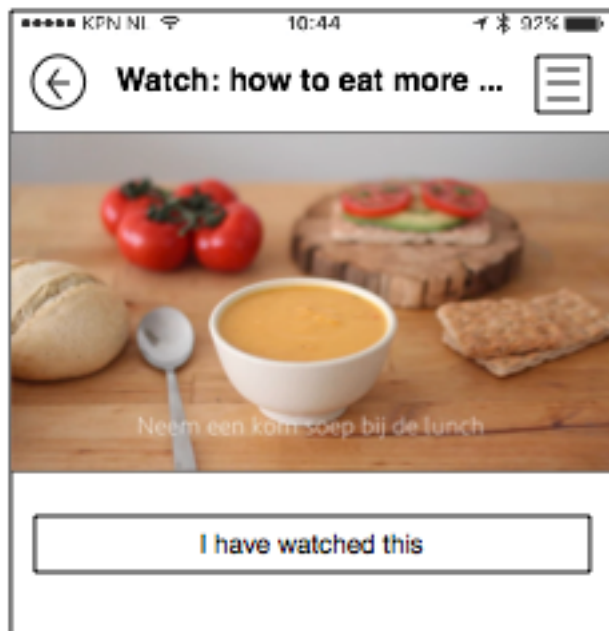 KPN NL 10:44 92%
Watch: how to eat more ...
Neem een kom soep bij de lunch
I have watched this